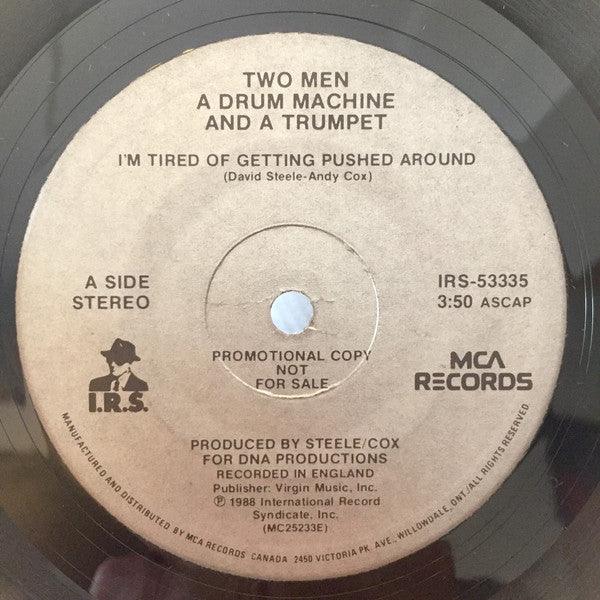 TWO MEN
A DRUM MACHINE
AND A TRUMPET
I'M TIRED OF GETTING PUSHED AROUND
(David Steele-Andy Cox)
A SIDE
STEREO
IRS-53335
3:50 ASCAP
PROMOTIONAL COPY
NOT
FOR SALE
I.R.S.
MCA
RECORDS
PRODUCED BY STEELE/COX
FOR DNA PRODUCTIONS
RECORDED IN ENGLAND
Publisher: Virgin Music, Inc.
Ⓟ 1988 International Record
Syndicate, Inc.
(MC25233E)
MANUFACTURED AND DISTRIBUTED BY MCA RECORDS CANADA 2450 VICTORIA PK. AVE., WILLOWDALE, ONT./ALL RIGHTS RESERVED.